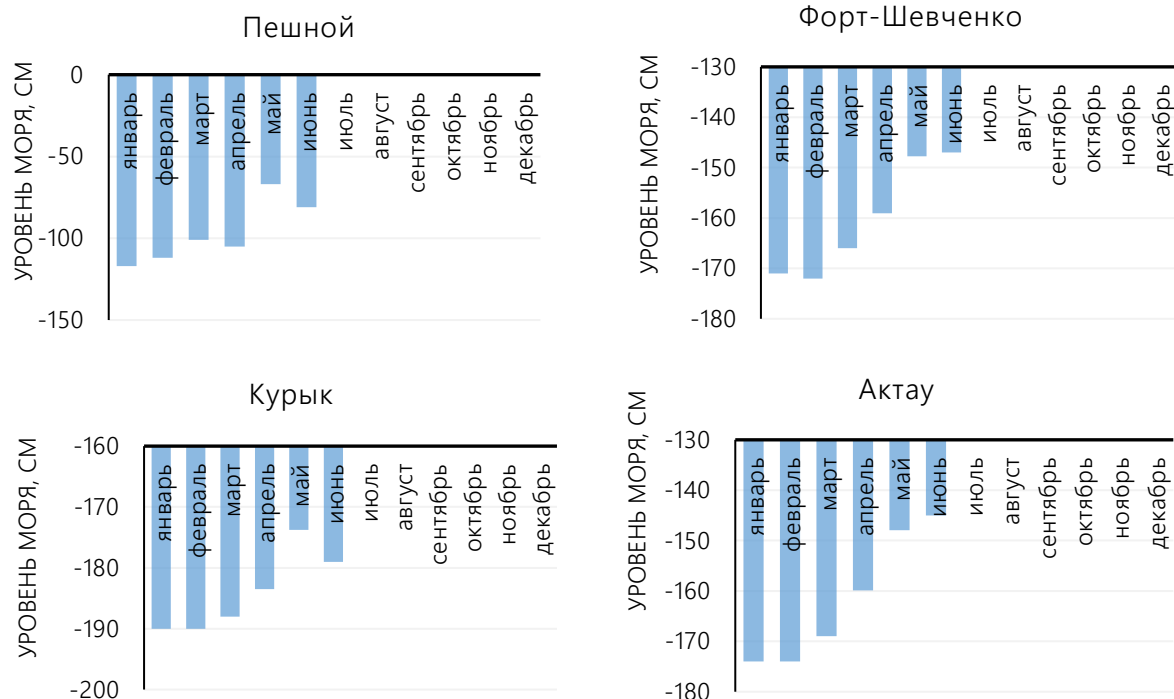 Пешной
УРОВЕНЬ МОРЯ, СМ
0
-50
-100
-150
январь
февраль
март
апрель
май
июнь
июль
август
сентябрь
октябрь
ноябрь
декабрь
Форт-Шевченко
УРОВЕНЬ МОРЯ, СМ
-130
-140
-150
-160
-170
-180
январь
февраль
март
апрель
май
июнь
июль
август
сентябрь
октябрь
ноябрь
декабрь
Курык
УРОВЕНЬ МОРЯ, СМ
-160
-170
-180
-190
-200
январь
февраль
март
апрель
май
июнь
июль
август
сентябрь
октябрь
ноябрь
декабрь
Актау
УРОВЕНЬ МОРЯ, СМ
-130
-140
-150
-160
-170
-180
январь
февраль
март
апрель
май
июнь
июль
август
сентябрь
октябрь
ноябрь
декабрь